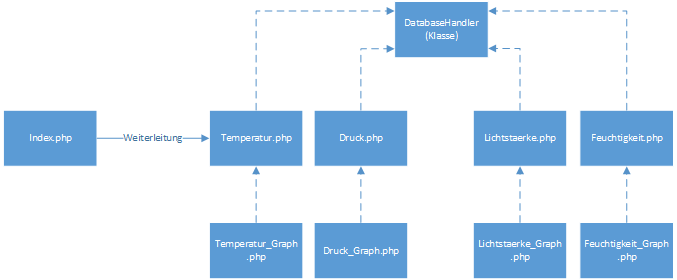 DatabaseHandler
(Klasse)
Index.php
Weiterleitung
Temperatur.php
Druck.php
Lichtstaerke.php
Feuchtigkeit.php
Temperatur_Graph
.php
Druck_Graph.php
Lichtstaerke_Graph
.php
Feuchtigkeit_Graph
.php